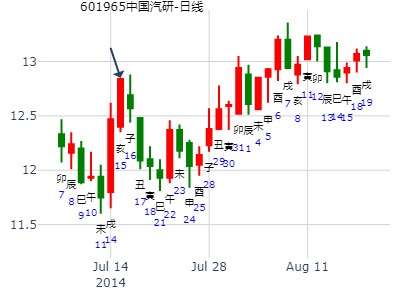 601965中国汽研-日线
13
12.5
12
11.5
卯
7
辰
8
巳
9
午
10
未
11
戌
14
亥
15
子
16
丑
17
寅
18
巳
21
午
22
未
23
申
24
酉
25
子
28
丑
29
寅
30
卯
31
辰
1
未
4
申
5
酉
6
戌
7
亥
8
寅
11
卯
12
辰
13
巳
14
午
15
酉
18
戌
19
Jul 14
2014
Jul 28
Aug 11